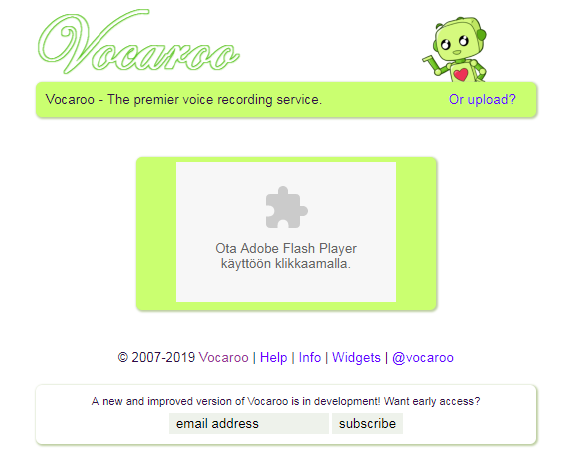 Vocaroo
Vocaroo - The premier voice recording service.
Or upload?
Ota Adobe Flash Player
käyttöön klikkaamalla.
© 2007-2019 Vocaroo | Help | Info | Widgets | @vocaroo
A new and improved version of Vocaroo is in development! Want early access?
email address
subscribe